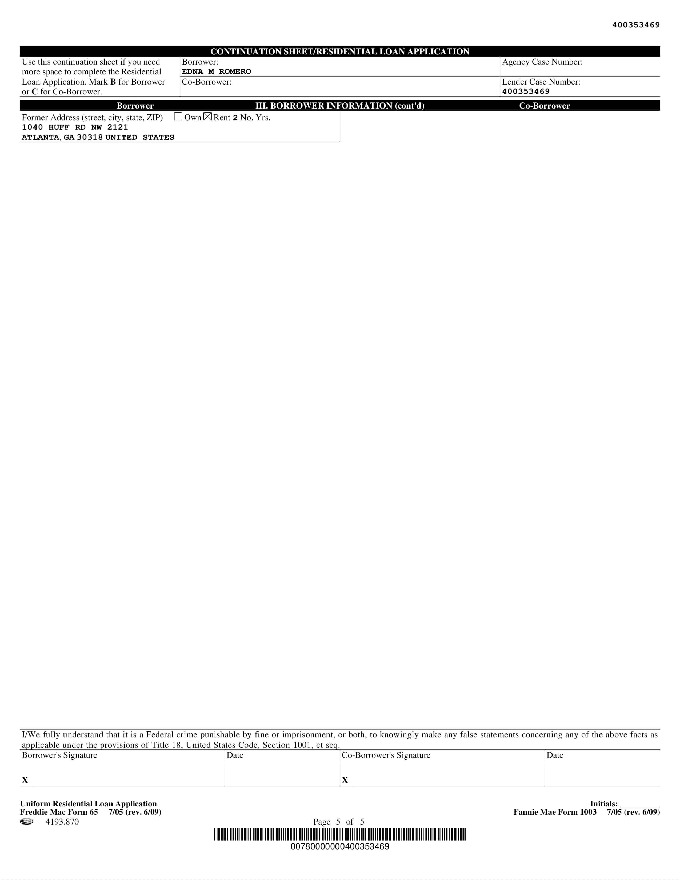 400353469
CONTINUATION SHEET/RESIDENTIAL LOAN APPLICATION
Use this continuation sheet if you need more space to complete the Residential Loan Application. Mark B for Borrower or C for Co-Borrower.
Borrower:
EDNA M ROMERO
Co-Borrower:
Agency Case Number:
Lender Case Number:
400353469
Borrower III. BORROWER INFORMATION (cont'd) Co-Borrower
Former Address (street, city, state, ZIP) Own Rent 2 No. Yrs.
1040 HUFF RD NW 2121
ATLANTA, GA 30318 UNITED STATES
I/We fully understand that it is a Federal crime punishable by fine or imprisonment, or both, to knowingly make any false statements concerning any of the above facts as
applicable under the provisions of Title 18, United States Code, Section 1001, et seq.
Borrower's Signature Date Co-Borrower's Signature Date
X X
Uniform Residential Loan Application Initials:
Freddie Mac Form 65 7/05 (rev. 6/09) Fannie Mae Form 1003 7/05 (rev. 6/09)
4193.870 Page 5 of 5
00780000000400353469